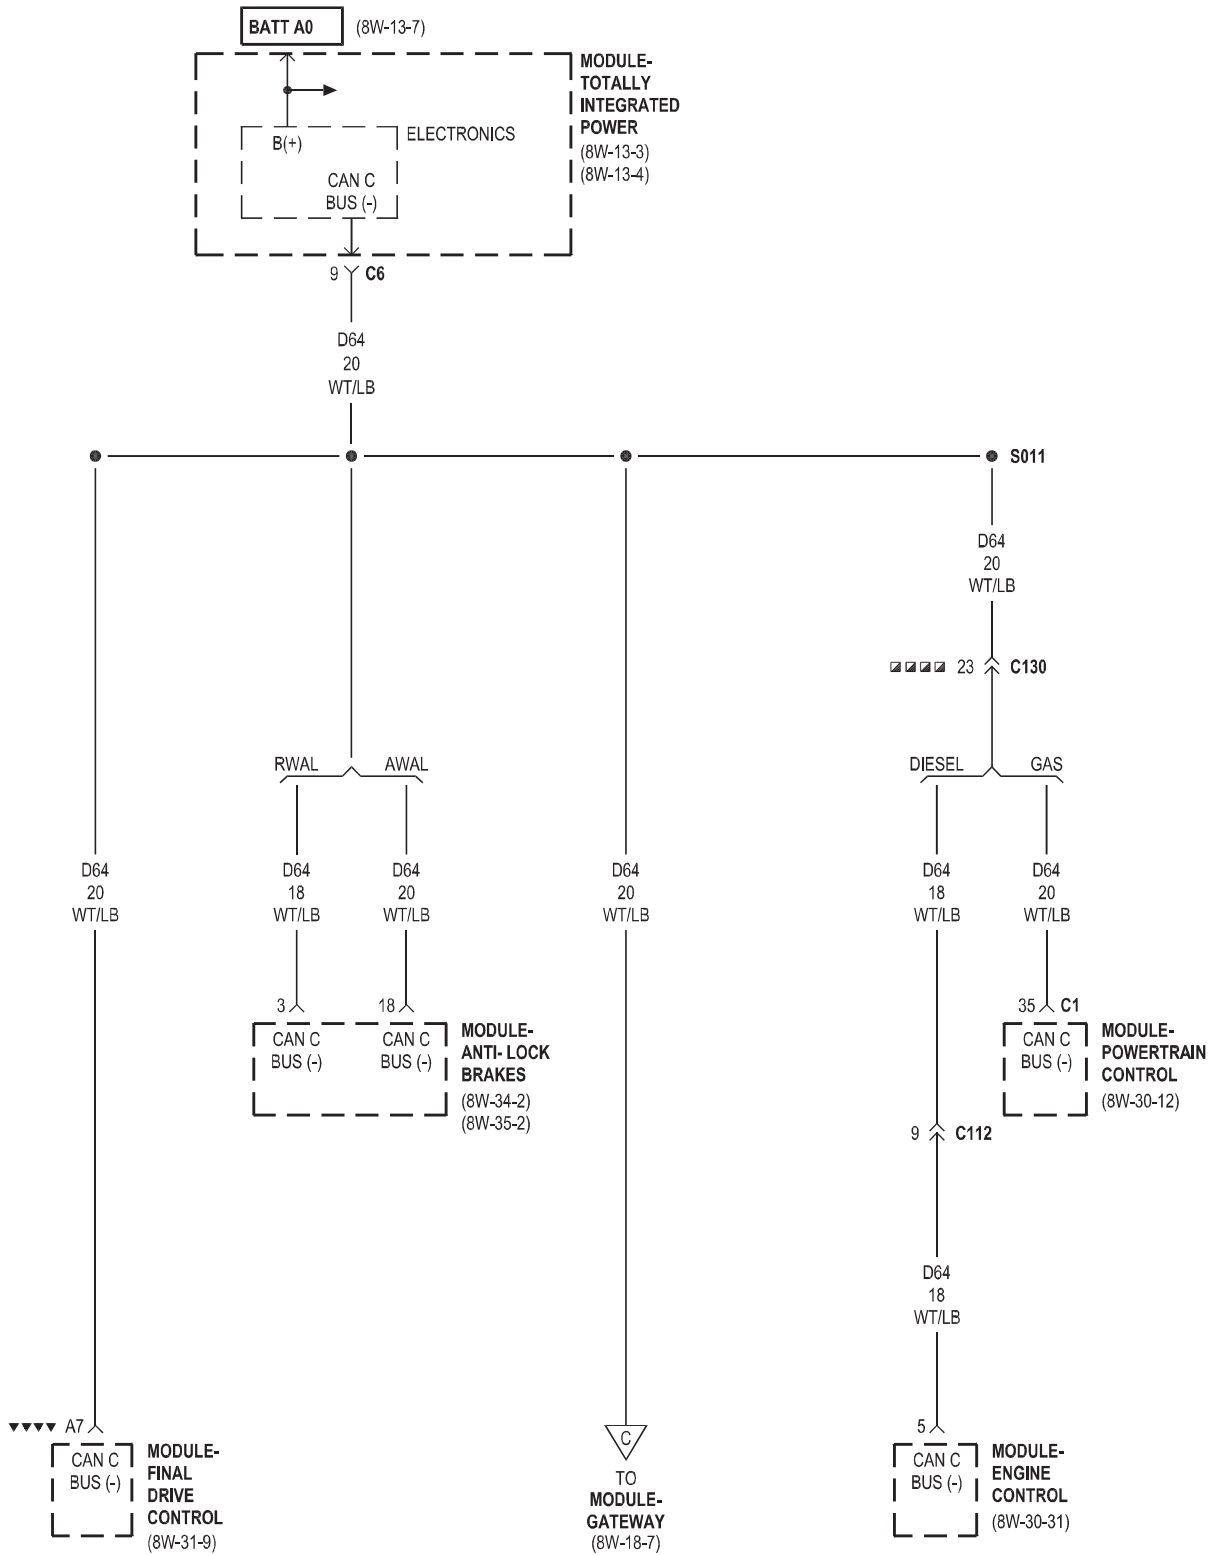 BATT A0 (8W-13-7)
MODULE-
TOTALLY
INTEGRATED
POWER
(8W-13-3)
(8W-13-4)
ELECTRONICS
B(+)
CAN C
BUS (-)
9 C6
D64
20
WT/LB
S011
D64
20
WT/LB
23 C130
RWAL AWAL
DIESEL GAS
D64
20
WT/LB
D64
18
WT/LB
D64
20
WT/LB
D64
20
WT/LB
D64
18
WT/LB
D64
20
WT/LB
3
18
CAN C
BUS (-)
CAN C
BUS (-)
MODULE-
ANTI- LOCK
BRAKES
(8W-34-2)
(8W-35-2)
35 C1
CAN C
BUS (-)
MODULE-
POWERTRAIN
CONTROL
(8W-30-12)
9 C112
D64
18
WT/LB
A7
CAN C
BUS (-)
MODULE-
FINAL
DRIVE
CONTROL
(8W-31-9)
C
TO
MODULE-
GATEWAY
(8W-18-7)
5
CAN C
BUS (-)
MODULE-
ENGINE
CONTROL
(8W-30-31)